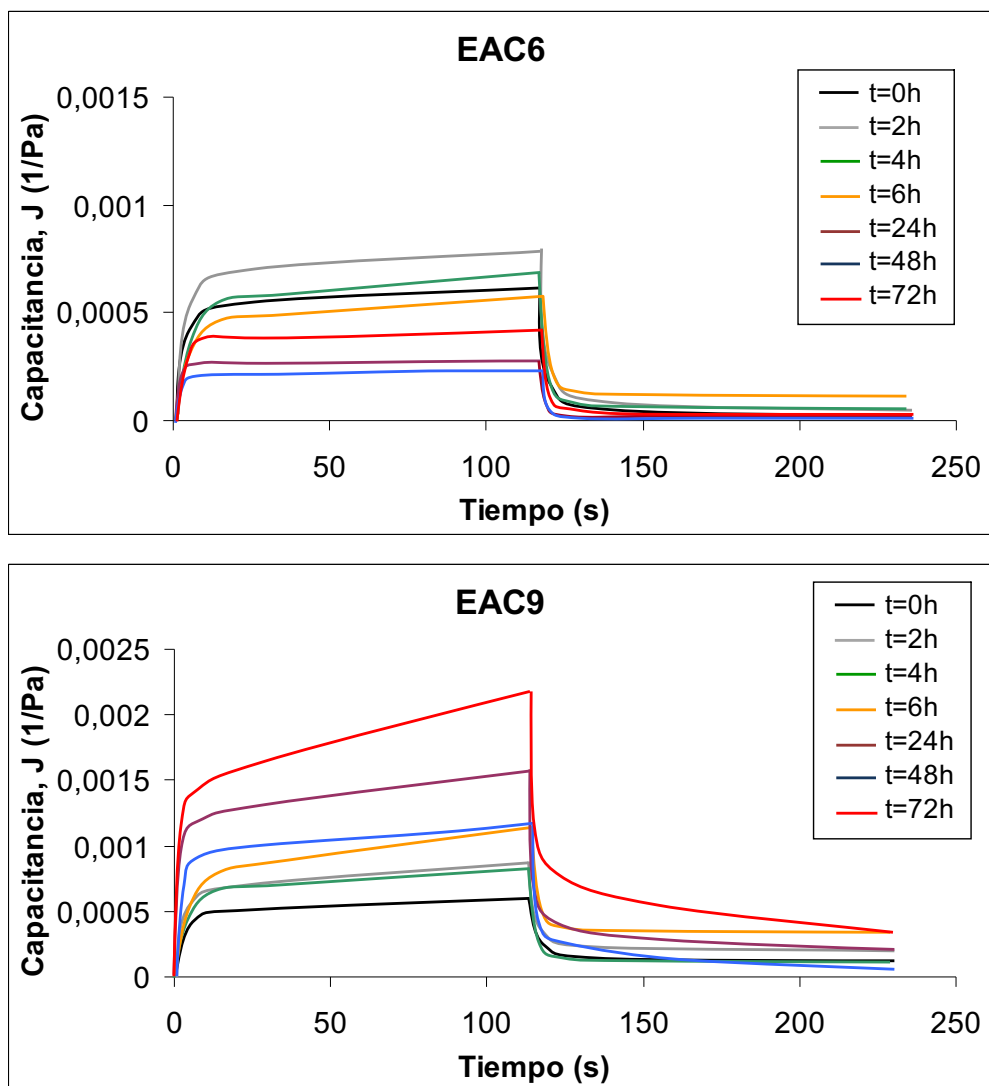 EAC6
Capacitancia, J (1/Pa)
0,0015
0,001
0,0005
0
0 50 100 150 200 250
Tiempo (s)
t=0h
t=2h
t=4h
t=6h
t=24h
t=48h
t=72h
EAC9
Capacitancia, J (1/Pa)
0,0025
0,002
0,0015
0,001
0,0005
0
0 50 100 150 200 250
Tiempo (s)
t=0h
t=2h
t=4h
t=6h
t=24h
t=48h
t=72h